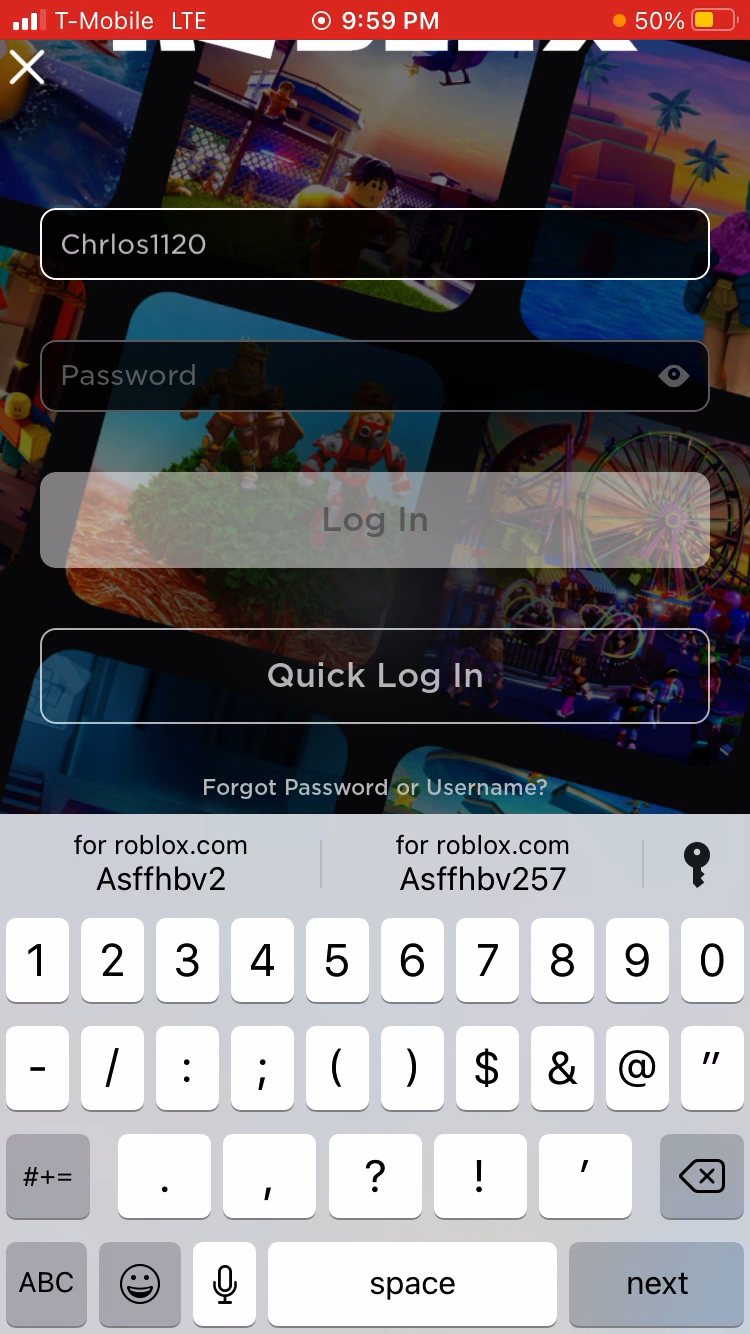 T-Mobile LTE 9:59 PM 50%
ROBLOX
Chrlos1120
Password
Log In
Quick Log In
Forgot Password or Username?
for roblox.com for roblox.com
Asffhbv2 Asffhbv257
1 2 3 4 5 6 7 8 9 0
- / : ; ( ) $ & @ "
#+= . , ? ! '
ABC space next